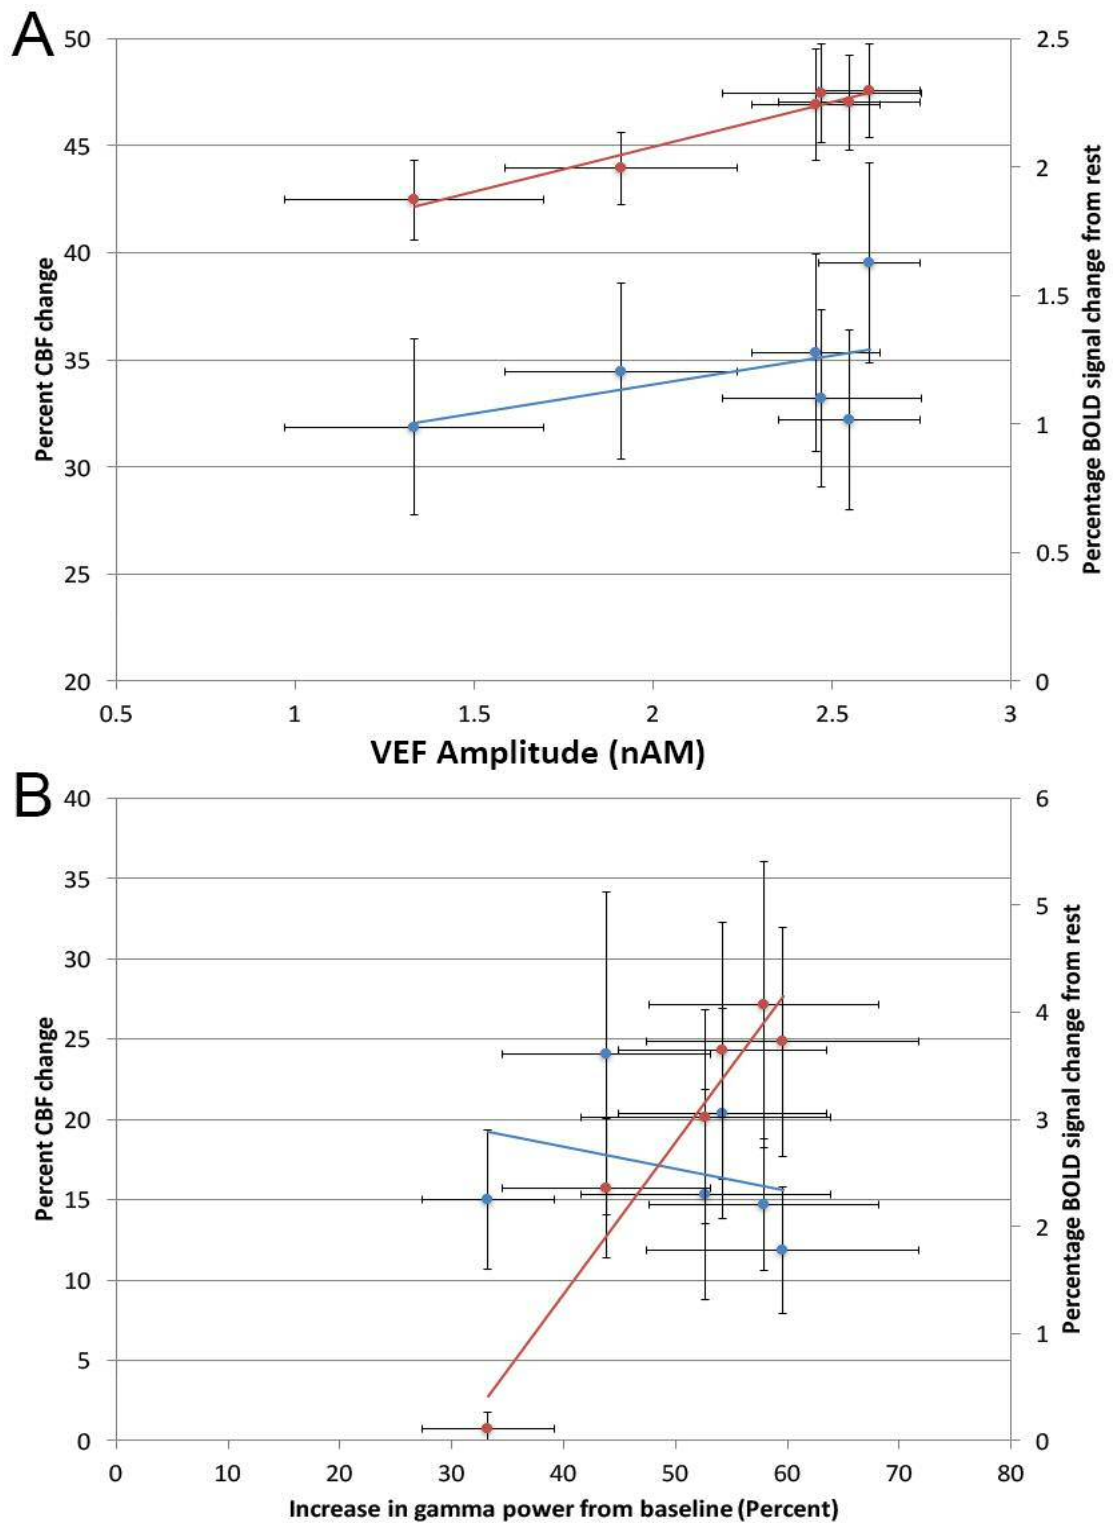 A
50
45
40
35
30
25
20
2.5
2
1.5
1
0.5
0
Percent CBF change
Percentage BOLD signal change from rest
0.5 1 1.5 2 2.5 3
VEF Amplitude (nAM)
B
40
35
30
25
20
15
10
5
0
6
5
4
3
2
1
0
Percent CBF change
Percentage BOLD signal change from rest
0 10 20 30 40 50 60 70 80
Increase in gamma power from baseline (Percent)